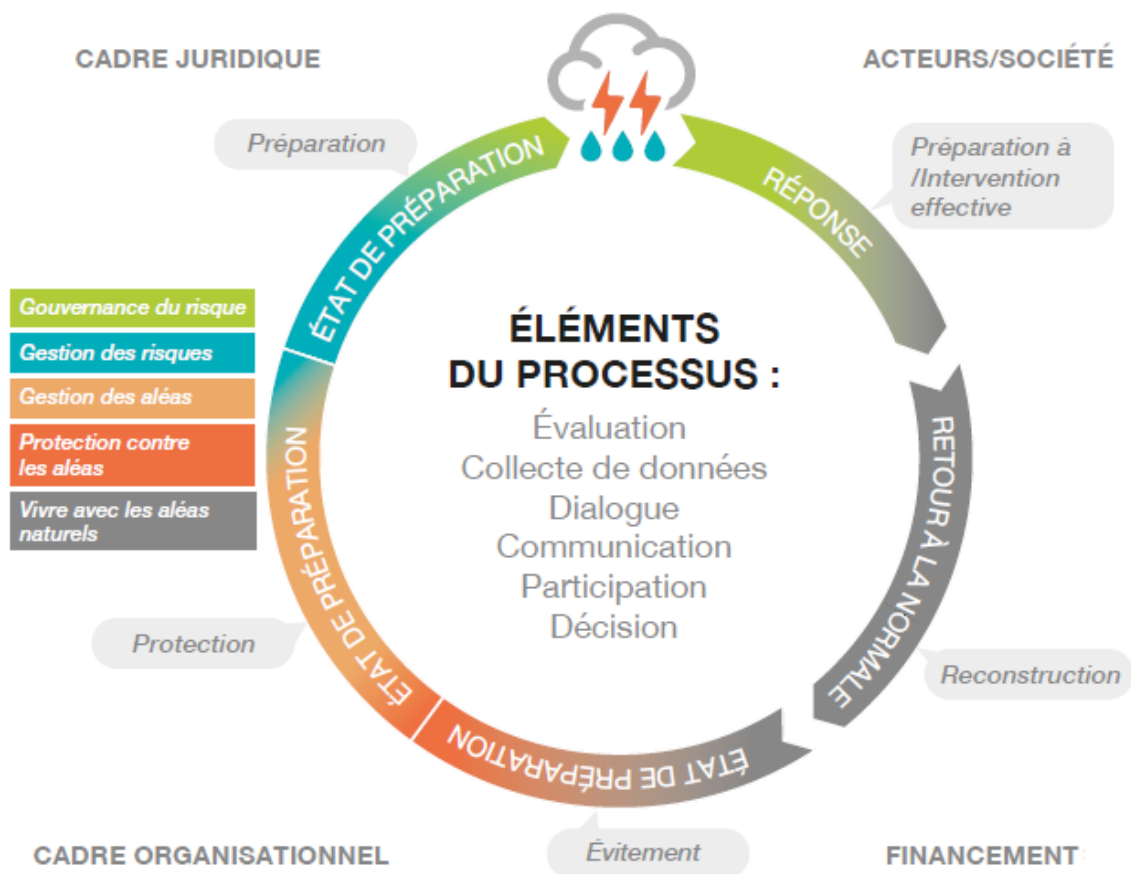 CADRE JURIDIQUE
ACTEURS/SOCIÉTÉ
Préparation
Préparation à
/Intervention
effective
ÉTAT DE PRÉPARATION
RÉPONSE
Gouvernance du risque
Gestion des risques
Gestion des aléas
Protection contre
les aléas
Vivre avec les aléas
naturels
ÉLÉMENTS
DU PROCESSUS :
Évaluation
Collecte de données
Dialogue
Communication
Participation
Décision
RETOUR À LA NORMALE
ÉTAT DE PRÉPARATION
Protection
Reconstruction
ÉTAT DE PRÉPARATION
Évitement
CADRE ORGANISATIONNEL
FINANCEMENT